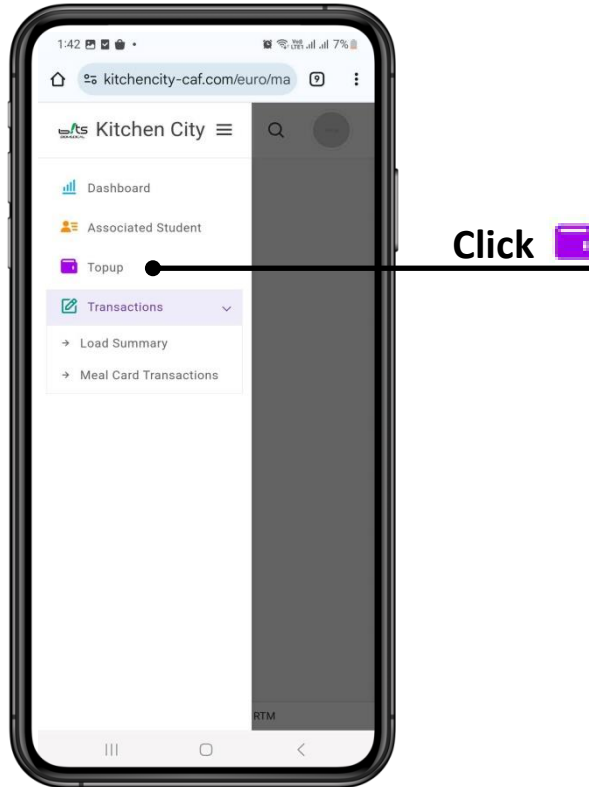 1:42
7%
kitchencity-caf.com/euro/ma
9
Kitchen City
Dashboard
Associated Student
Topup
Click
Transactions
Load Summary
Meal Card Transactions
RTM